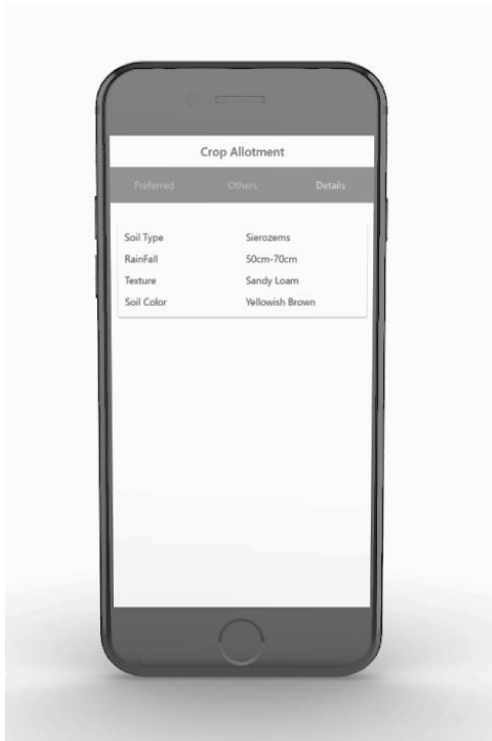 Crop Allotment
Preferred Others Details
Soil Type Sierozems
RainFall 50cm-70cm
Texture Sandy Loam
Soil Color Yellowish Brown